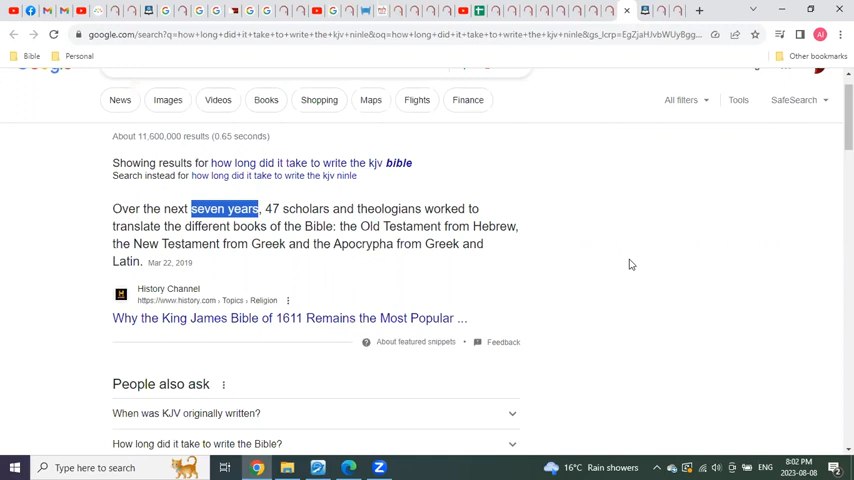 google.com/search?q=how+long+did+it+take+to+write+the+kjv+ninle&oq=how+long+did+it+take+to+write+the+kjv+ninle&gs_lcrp=EgZjaHJvbWUyBgg...
AI
Bible
Personal
Other bookmarks
News
Images
Videos
Books
Shopping
Maps
Flights
Finance
All filters
Tools
SafeSearch
About 11,600,000 results (0.65 seconds)
Showing results for how long did it take to write the kjv bible
Search instead for how long did it take to write the kjv ninle
Over the next seven years, 47 scholars and theologians worked to
translate the different books of the Bible: the Old Testament from Hebrew,
the New Testament from Greek and the Apocrypha from Greek and
Latin. Mar 22, 2019
History Channel
https://www.history.com › Topics › Religion
Why the King James Bible of 1611 Remains the Most Popular ...
About featured snippets
Feedback
People also ask
When was KJV originally written?
How long did it take to write the Bible?
Type here to search
16°C Rain showers
ENG
8:02 PM
2023-08-08
2